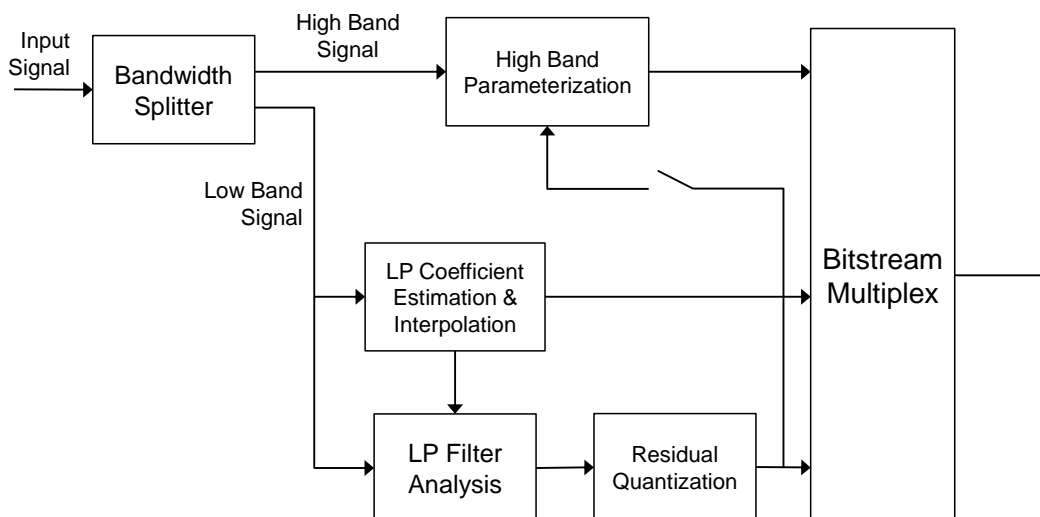 Input
Signal
Bandwidth
Splitter
High Band
Signal
High Band
Parameterization
Low Band
Signal
LP Coefficient
Estimation &
Interpolation
LP Filter
Analysis
Residual
Quantization
Bitstream
Multiplex